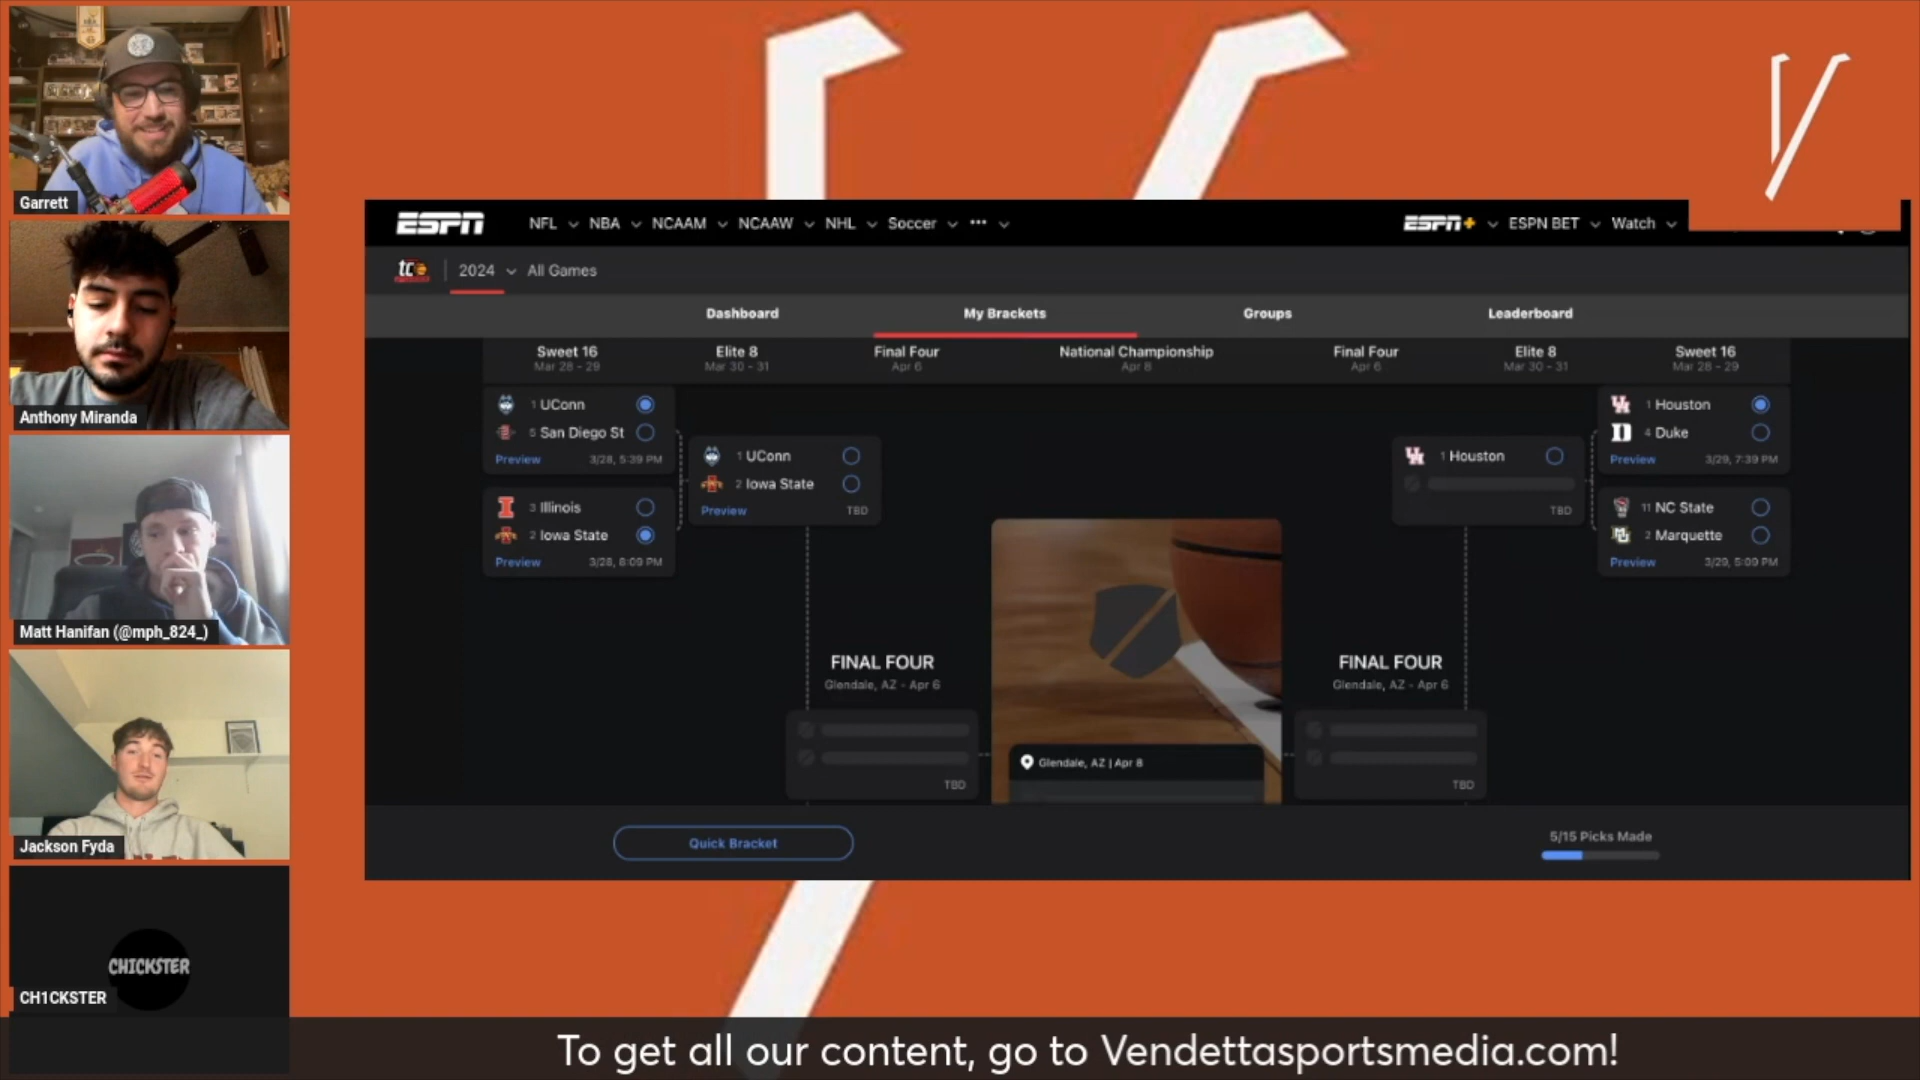 Garrett
Anthony Miranda
Matt Hanifan (@mph_824_)
Jackson Fyda
CHICKSTER
CH1CKSTER
ESPN
NFL NBA NCAAM NCAAW NHL Soccer •••
ESPN+ ESPN BET Watch
tc 2024 All Games
Dashboard My Brackets Groups Leaderboard
Sweet 16 Elite 8 Final Four National Championship Final Four Elite 8 Sweet 16
Mar 28 - 29 Mar 30 - 31 Apr 6 Apr 8 Apr 6 Mar 30 - 31 Mar 28 - 29
1 UConn
5 San Diego St
Preview 3/28, 5:39 PM
3 Illinois
2 Iowa State
Preview 3/28, 8:09 PM
1 UConn
2 Iowa State
Preview TBD
FINAL FOUR
Glendale, AZ - Apr 6
TBD
Glendale, AZ | Apr 8
FINAL FOUR
Glendale, AZ - Apr 6
TBD
1 Houston
TBD
1 Houston
4 Duke
Preview 3/29, 7:39 PM
11 NC State
2 Marquette
Preview 3/29, 5:09 PM
Quick Bracket
5/15 Picks Made
To get all our content, go to Vendettasportsmedia.com!